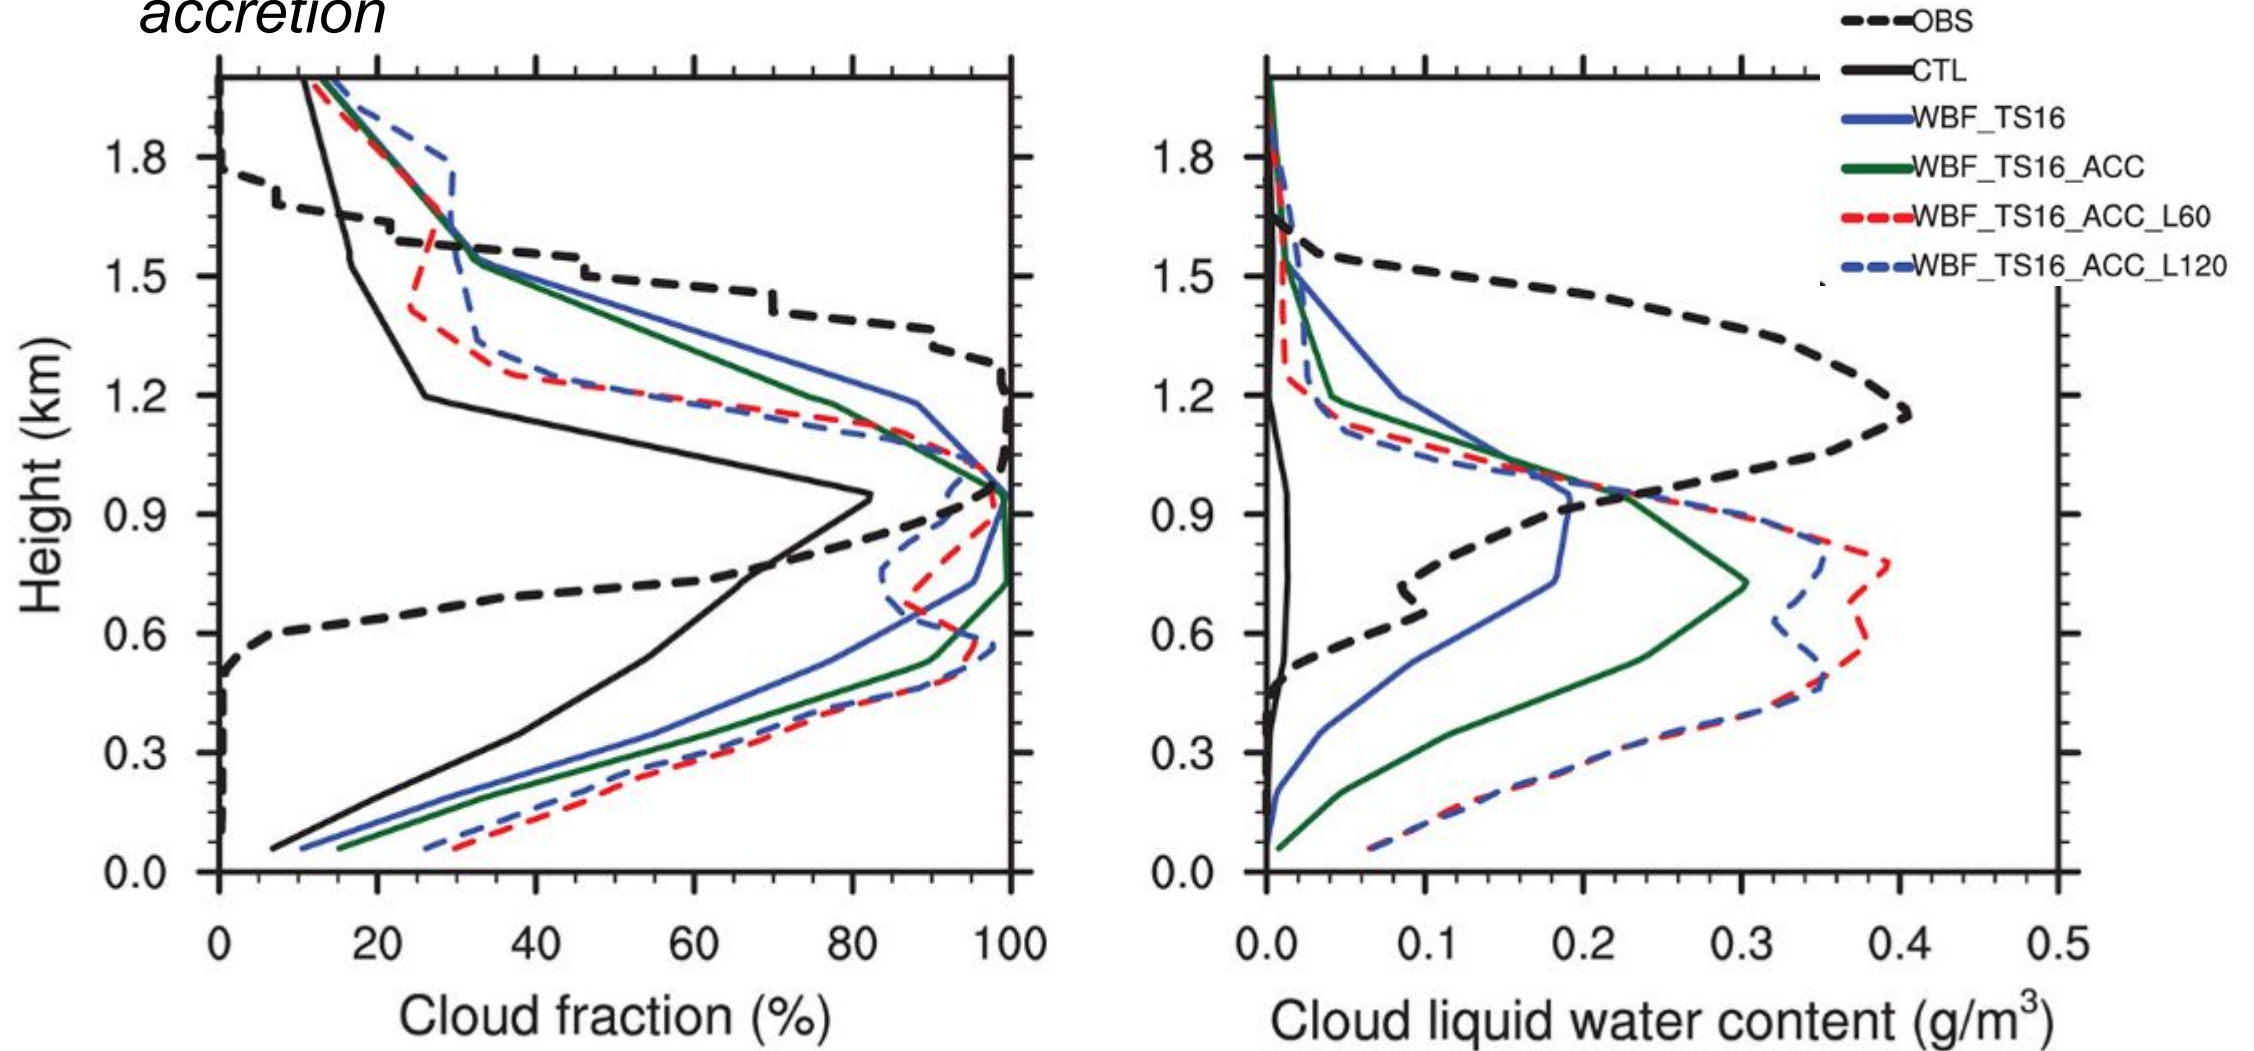 accretion
OBS
CTL
WBF_TS16
WBF_TS16_ACC
WBF_TS16_ACC_L60
WBF_TS16_ACC_L120
1.8
1.5
1.2
0.9
0.6
0.3
0.0
Height (km)
0 20 40 60 80 100
Cloud fraction (%)
1.8
1.5
1.2
0.9
0.6
0.3
0.0
0.0 0.1 0.2 0.3 0.4 0.5
Cloud liquid water content (g/m³)